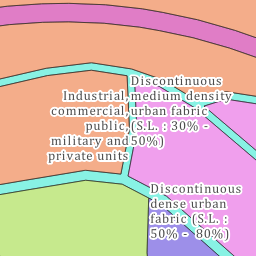 Discontinuous
medium density
urban fabric
(S.L. : 30% -
50%)
Industrial,
commercial,
public,
military and
private units
Discontinuous
dense urban
fabric (S.L. :
50% - 80%)